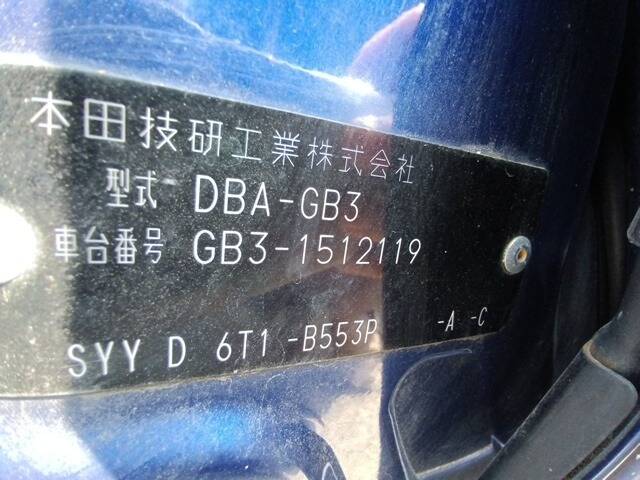 本田技研工業株式会社
型式 DBA-GB3
車台番号 GB3-1512119
SYY D 6T1 -B553P -A -C